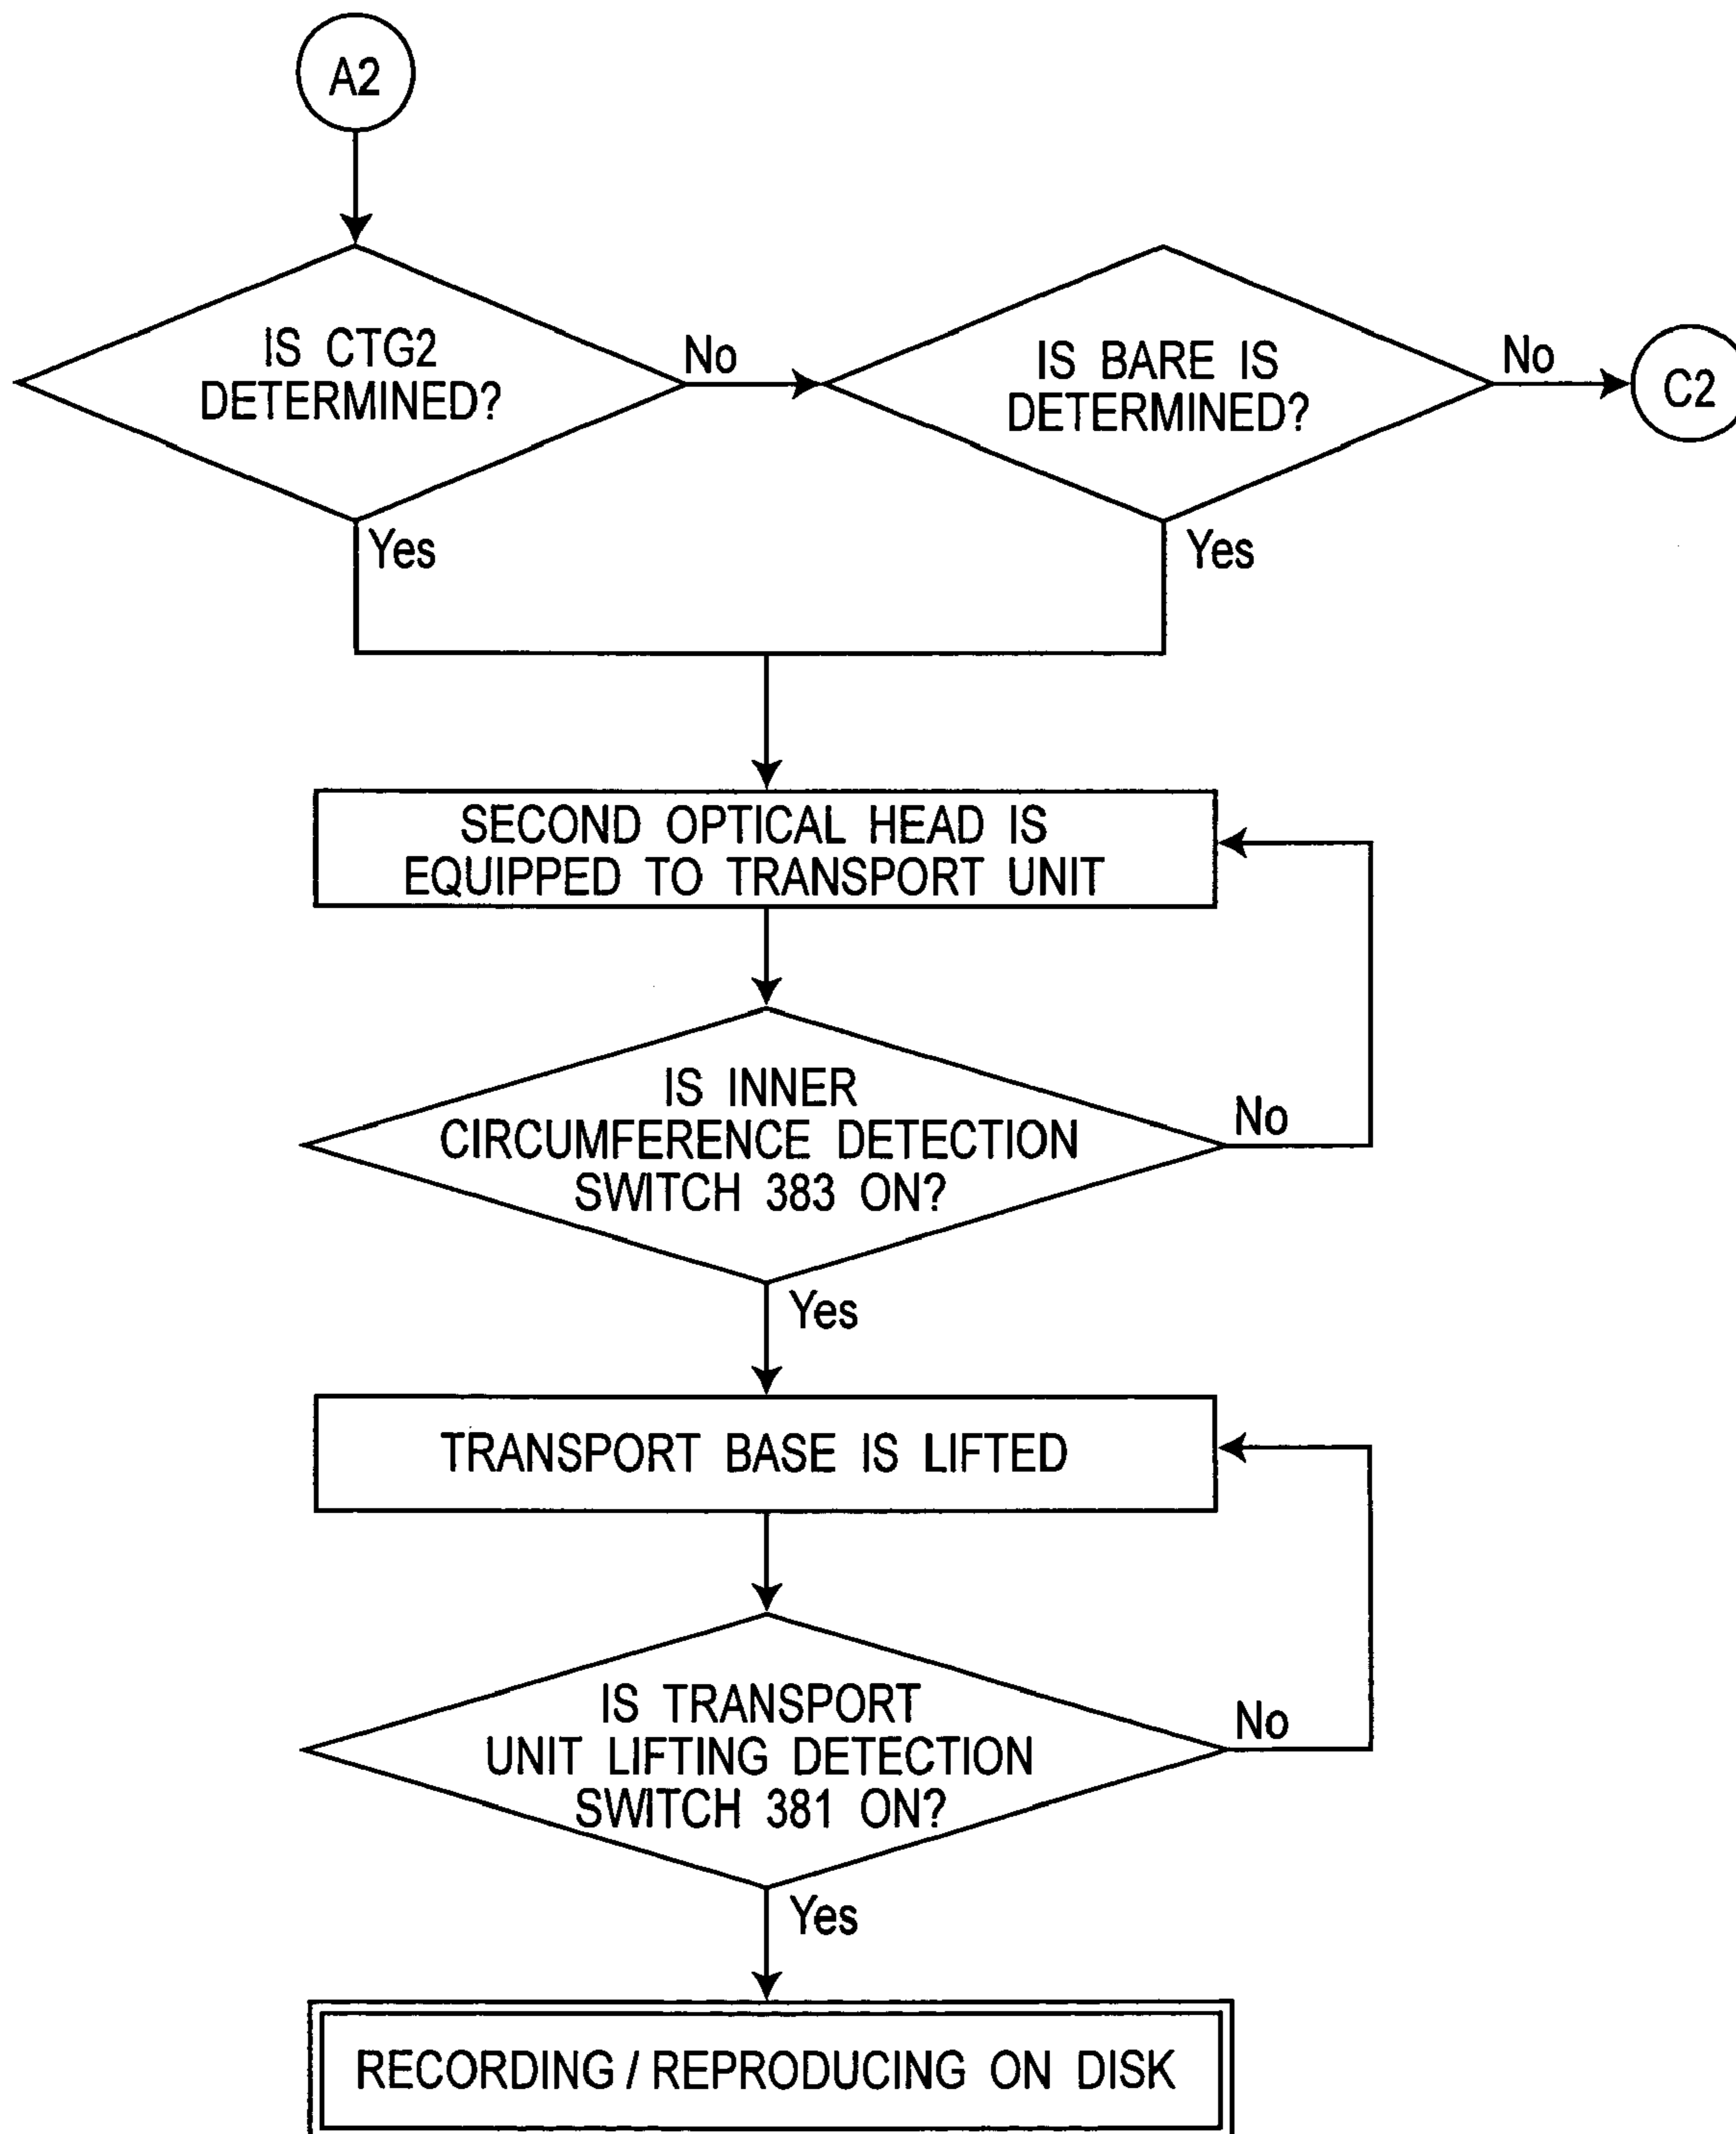 A2
IS CTG2
DETERMINED?
No
IS BARE IS
DETERMINED?
No
C2
Yes
Yes
SECOND OPTICAL HEAD IS
EQUIPPED TO TRANSPORT UNIT
IS INNER
CIRCUMFERENCE DETECTION
SWITCH 383 ON?
No
Yes
TRANSPORT BASE IS LIFTED
IS TRANSPORT
UNIT LIFTING DETECTION
SWITCH 381 ON?
No
Yes
RECORDING / REPRODUCING ON DISK